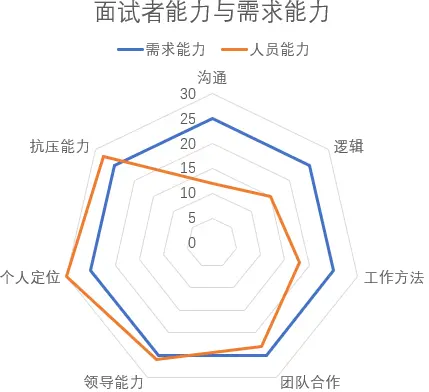 面试者能力与需求能力
需求能力 人员能力
沟通
30
25
20
15
10
5
0
逻辑
工作方法
团队合作
领导能力
个人定位
抗压能力